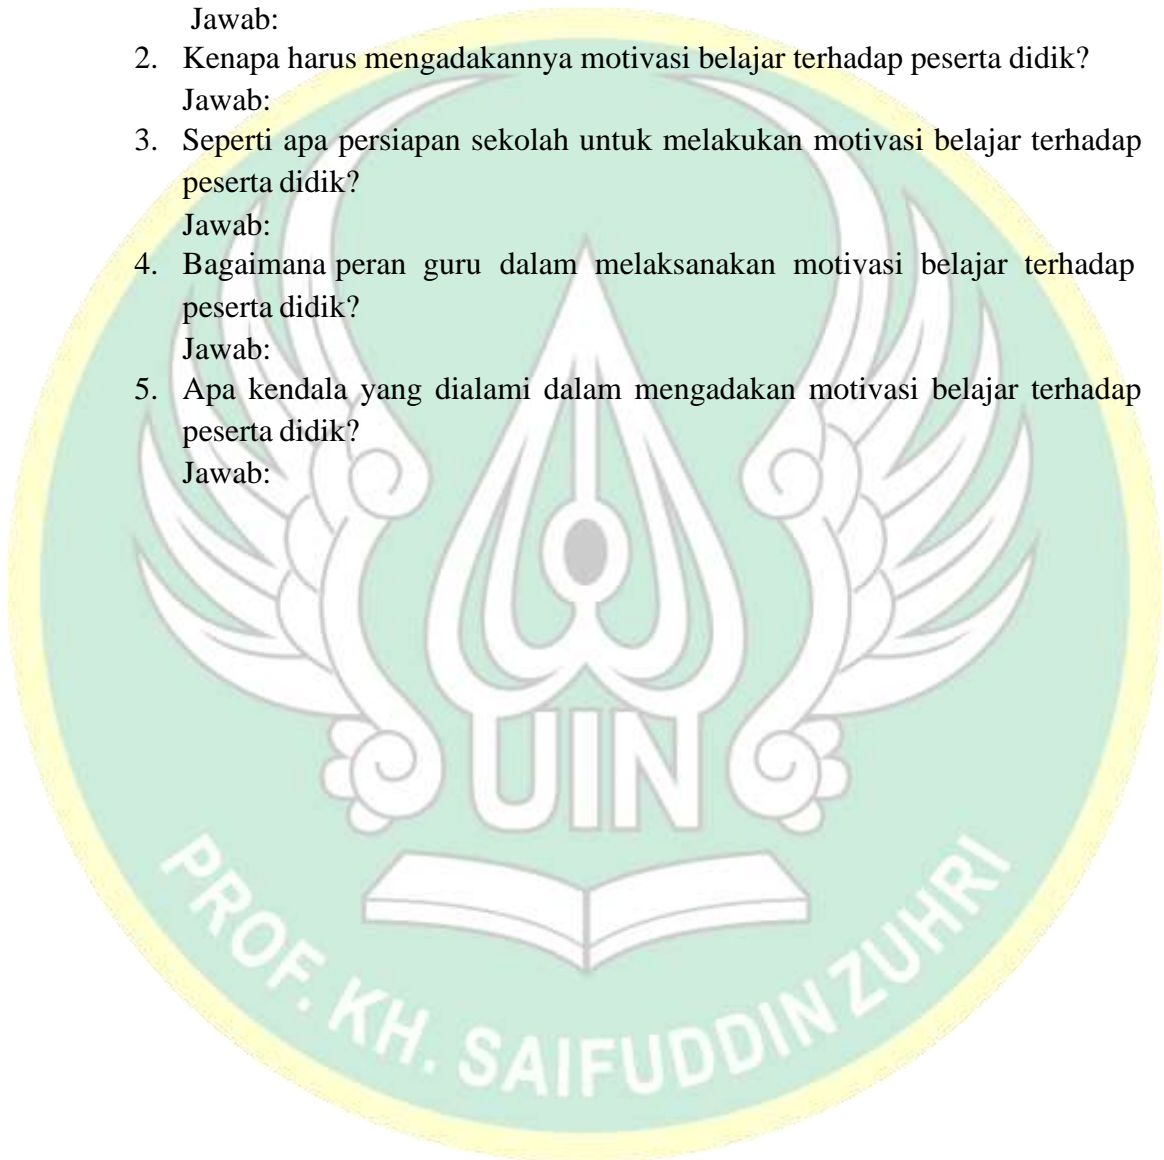 Jawab:
2. Kenapa harus mengadakannya motivasi belajar terhadap peserta didik?
Jawab:
3. Seperti apa persiapan sekolah untuk melakukan motivasi belajar terhadap
peserta didik?
Jawab:
4. Bagaimana peran guru dalam melaksanakan motivasi belajar terhadap
peserta didik?
Jawab:
5. Apa kendala yang dialami dalam mengadakan motivasi belajar terhadap
peserta didik?
Jawab:
UIN
PROF. KH. SAIFUDDIN ZUHRI